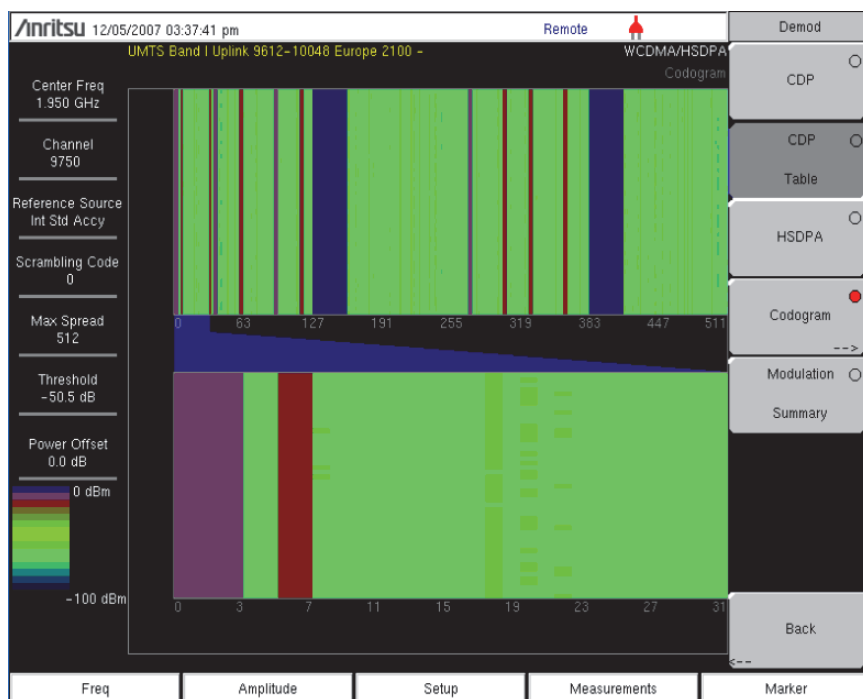 Anritsu 12/05/2007 03:37:41 pm
Remote
UMTS Band I Uplink 9612-10048 Europe 2100 -
WCDMA/HSDPA
Codogram
Center Freq
1.950 GHz
Channel
9750
Reference Source
Int Std Accy
Scrambling Code
0
Max Spread
512
Threshold
-50.5 dB
Power Offset
0.0 dB
0 dBm
-100 dBm
0 63 127 191 255 319 383 447 511
0 3 7 11 15 19 23 27 31
Demod
CDP
CDP
Table
HSDPA
Codogram
-->
Modulation
Summary
Back
<--
Freq
Amplitude
Setup
Measurements
Marker